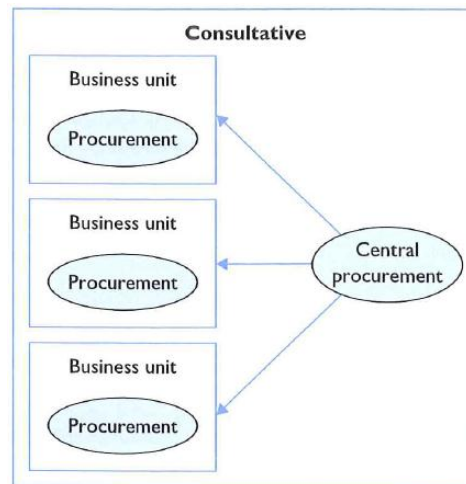 Consultative
Business unit
Procurement
Business unit
Procurement
Central
procurement
Business unit
Procurement